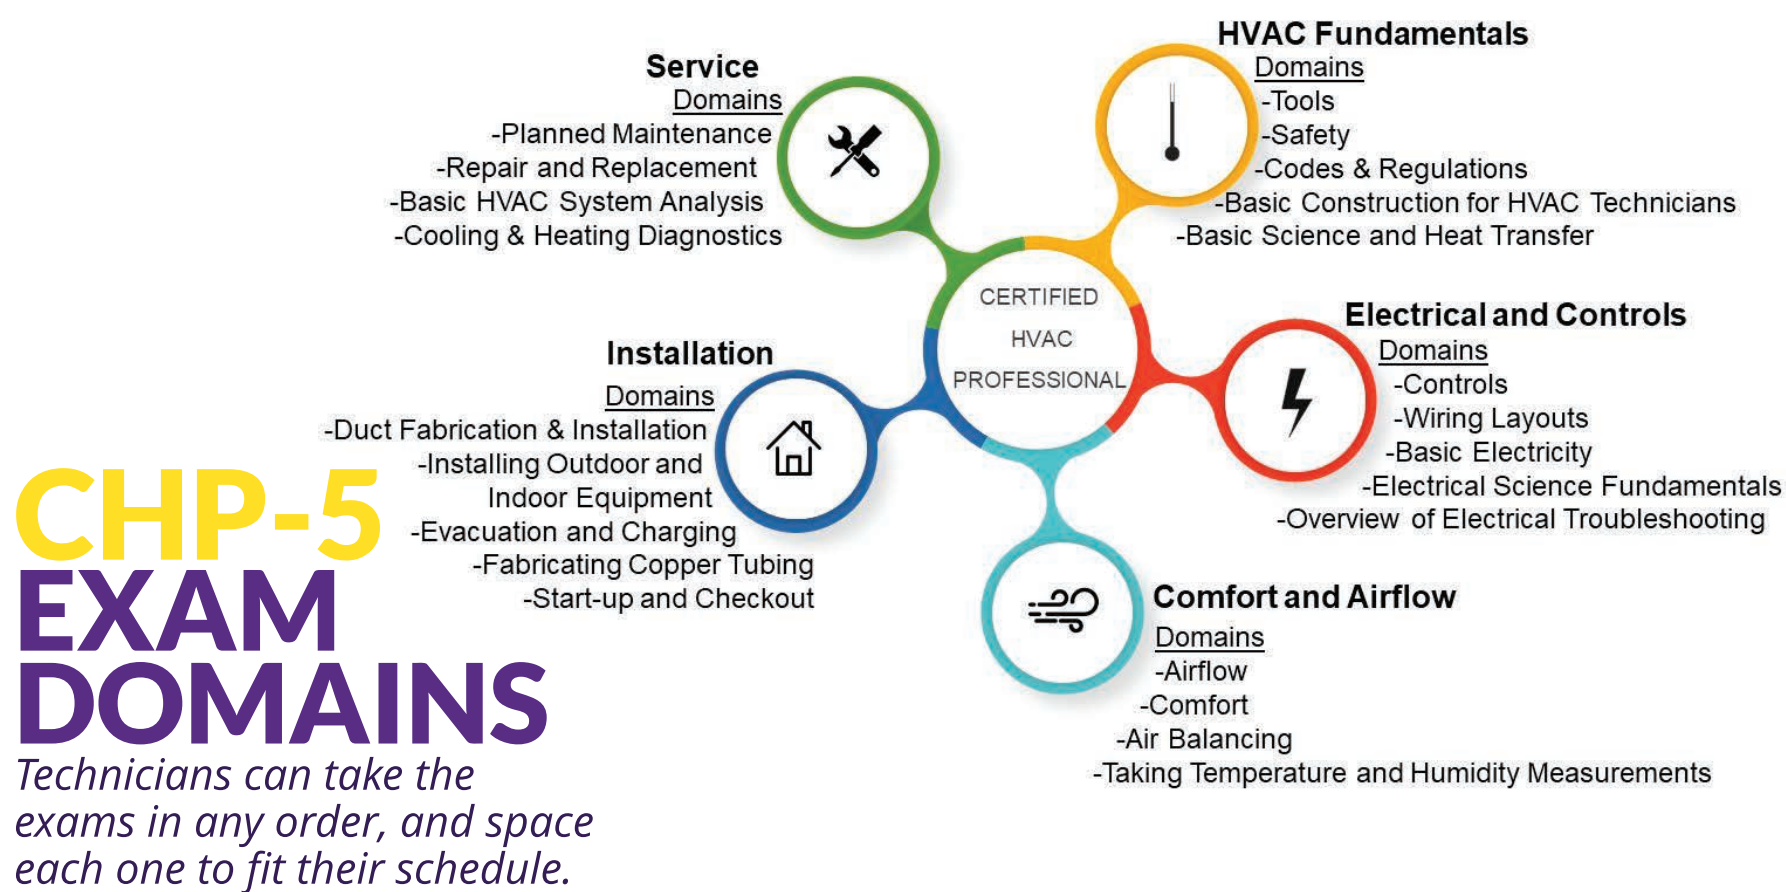 Service
Domains
-Planned Maintenance
-Repair and Replacement
-Basic HVAC System Analysis
-Cooling & Heating Diagnostics
HVAC Fundamentals
Domains
-Tools
-Safety
-Codes & Regulations
-Basic Construction for HVAC Technicians
-Basic Science and Heat Transfer
CERTIFIED
HVAC
PROFESSIONAL
Electrical and Controls
Domains
-Controls
-Wiring Layouts
-Basic Electricity
-Electrical Science Fundamentals
-Overview of Electrical Troubleshooting
Installation
Domains
-Duct Fabrication & Installation
-Installing Outdoor and
Indoor Equipment
-Evacuation and Charging
-Fabricating Copper Tubing
-Start-up and Checkout
Comfort and Airflow
Domains
-Airflow
-Comfort
-Air Balancing
-Taking Temperature and Humidity Measurements
CHP-5
EXAM
DOMAINS
Technicians can take the
exams in any order, and space
each one to fit their schedule.